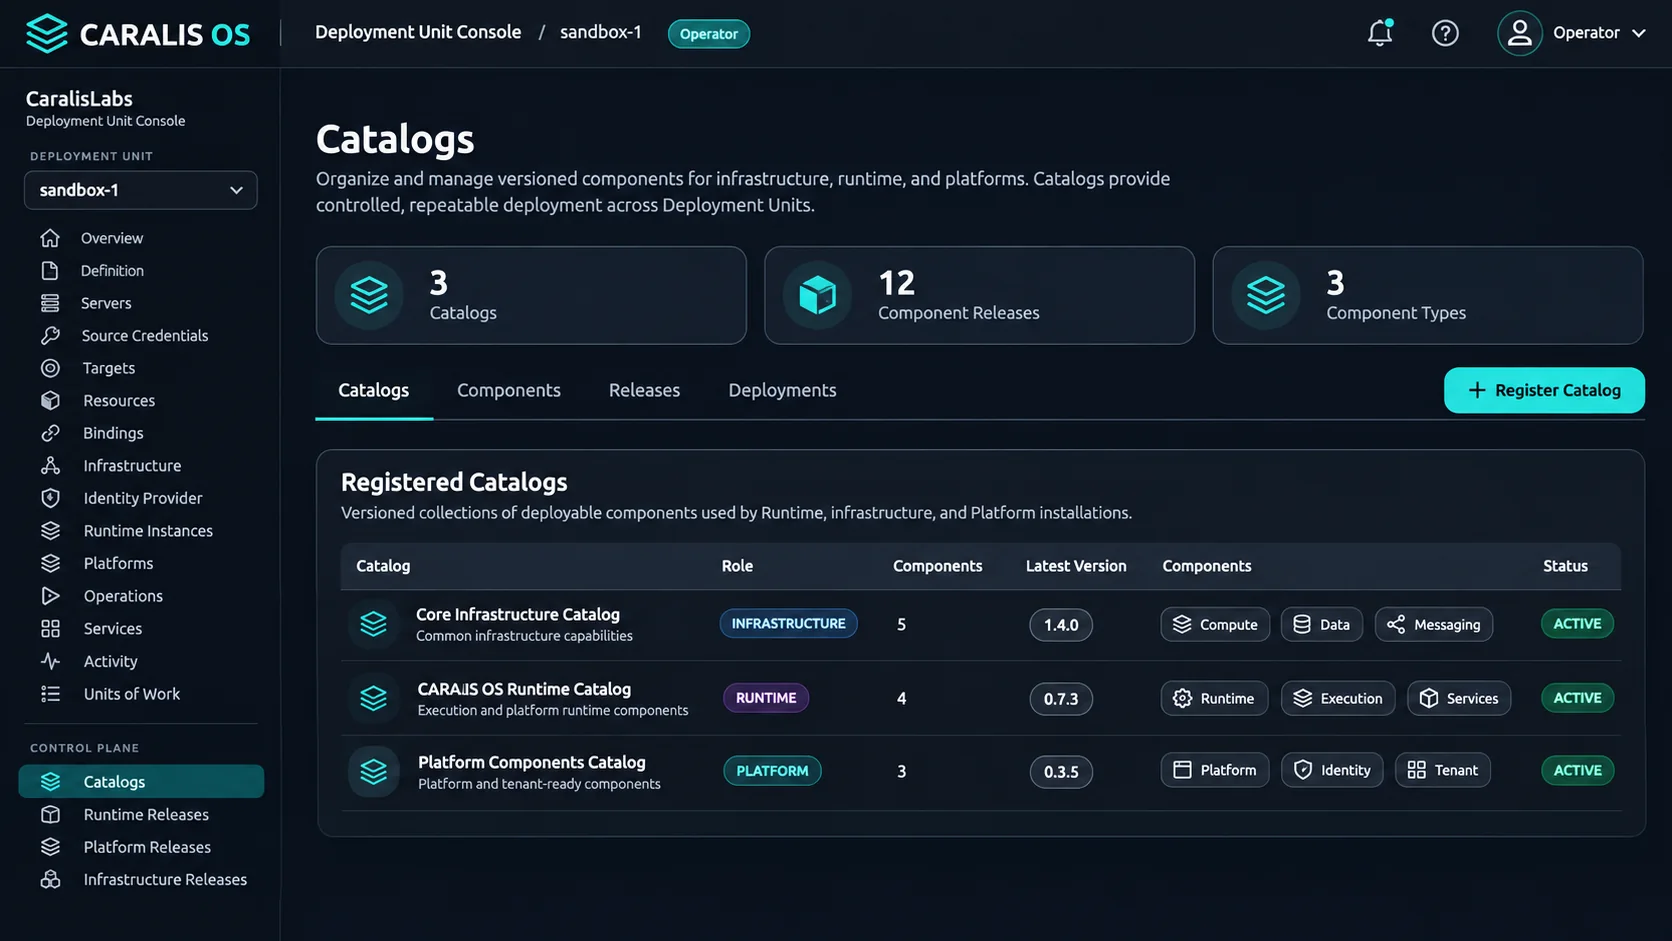 CARALIS OS
Deployment Unit Console / sandbox-1
Operator
Operator
CaralisLabs
Deployment Unit Console
DEPLOYMENT UNIT
sandbox-1
Overview
Definition
Servers
Source Credentials
Targets
Resources
Bindings
Infrastructure
Identity Provider
Runtime Instances
Platforms
Operations
Services
Activity
Units of Work
CONTROL PLANE
Catalogs
Runtime Releases
Platform Releases
Infrastructure Releases
Catalogs
Organize and manage versioned components for infrastructure, runtime, and platforms. Catalogs provide
controlled, repeatable deployment across Deployment Units.
3
Catalogs
12
Component Releases
3
Component Types
Catalogs Components Releases Deployments
+ Register Catalog
Registered Catalogs
Versioned collections of deployable components used by Runtime, infrastructure, and Platform installations.
Catalog Role Components Latest Version Components Status
Core Infrastructure Catalog
Common infrastructure capabilities
INFRASTRUCTURE 5 1.4.0 Compute Data Messaging ACTIVE
OS Runtime Catalog
Execution and platform runtime components
RUNTIME 4 0.7.3 Runtime Execution Services ACTIVE
Platform Components Catalog
Platform and tenant-ready components
PLATFORM 3 0.3.5 Platform Identity Tenant ACTIVE